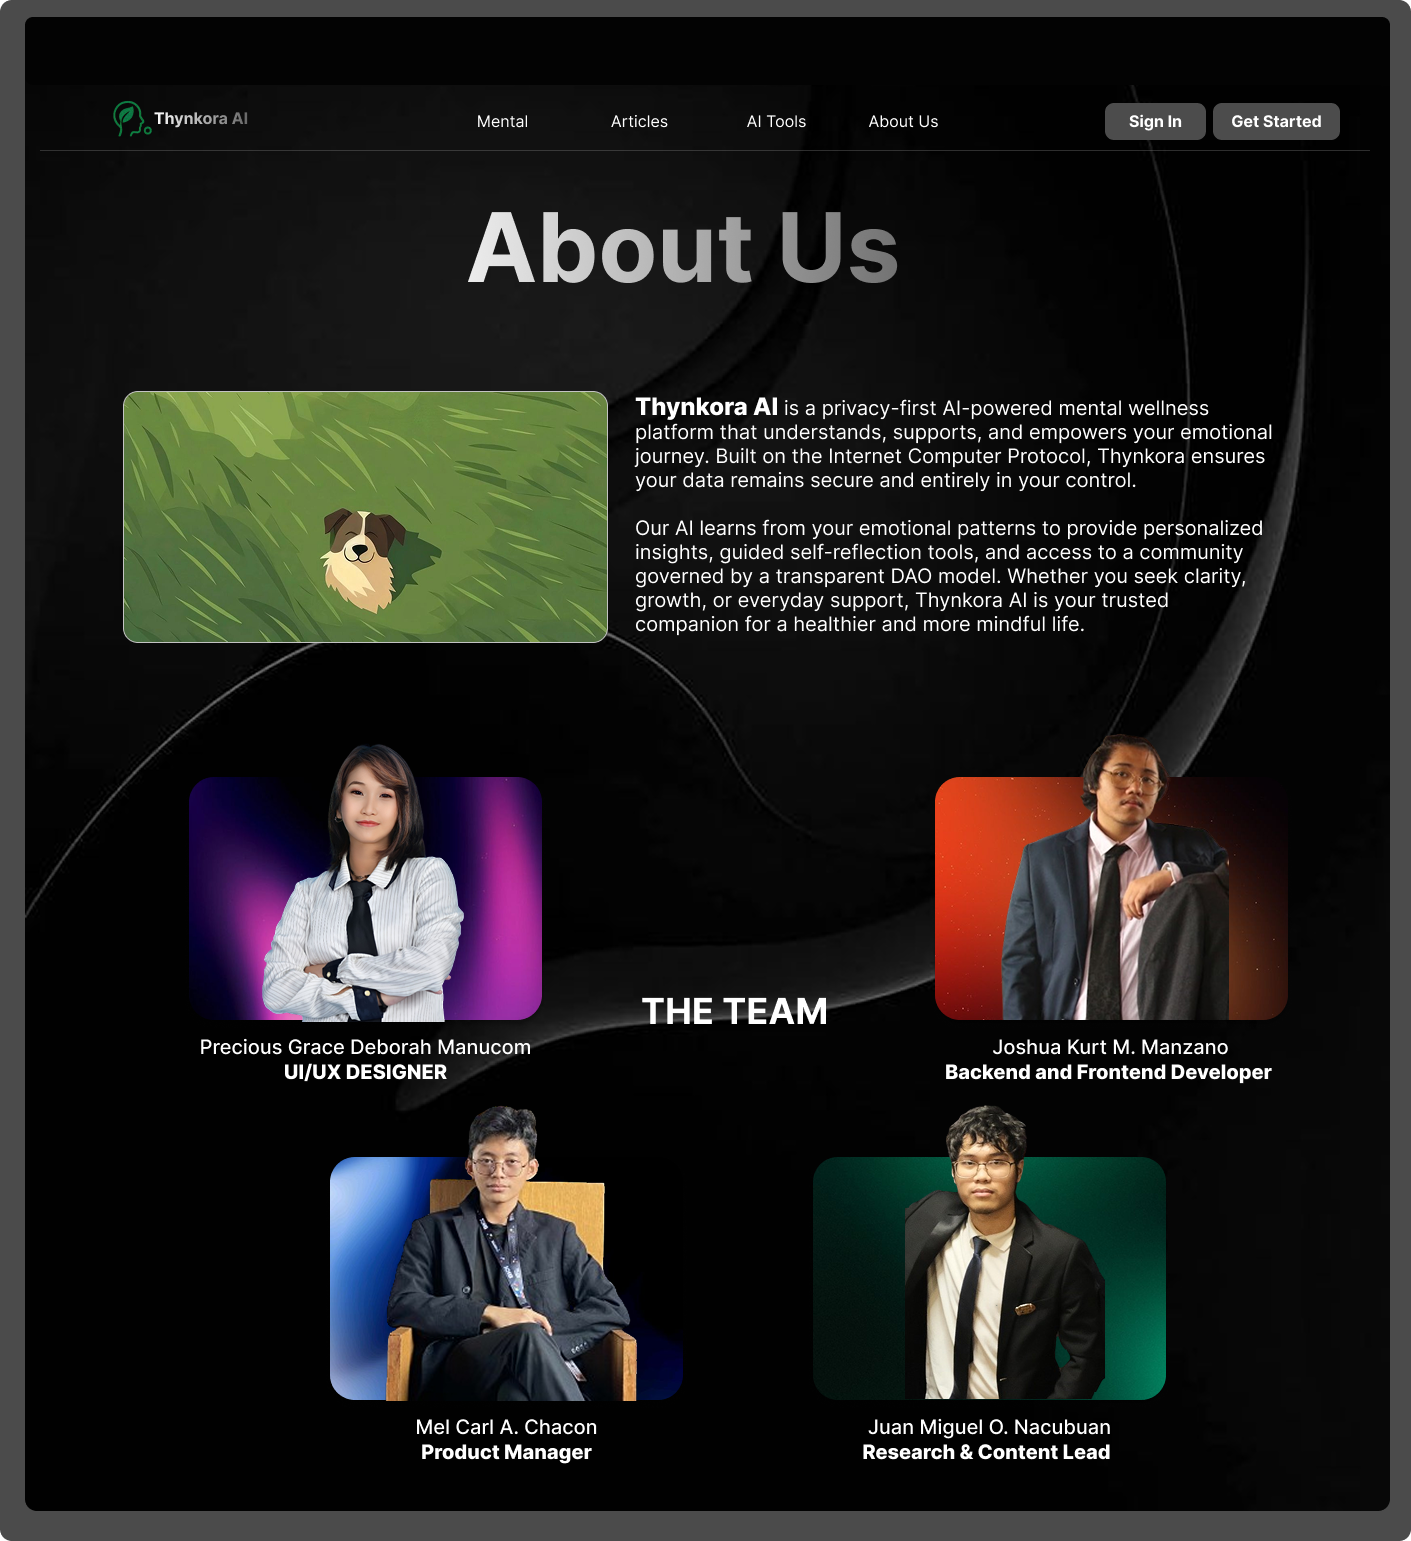 Thynkora AI
Mental
Articles
AI Tools
About Us
Sign In
Get Started
About Us
Thynkora AI is a privacy-first AI-powered mental wellness
platform that understands, supports, and empowers your emotional
journey. Built on the Internet Computer Protocol, Thynkora ensures
your data remains secure and entirely in your control.
Our AI learns from your emotional patterns to provide personalized
insights, guided self-reflection tools, and access to a community
governed by a transparent DAO model. Whether you seek clarity,
growth, or everyday support, Thynkora AI is your trusted
companion for a healthier and more mindful life.
THE TEAM
Precious Grace Deborah Manucom
UI/UX DESIGNER
Joshua Kurt M. Manzano
Backend and Frontend Developer
Mel Carl A. Chacon
Product Manager
Juan Miguel O. Nacubuan
Research & Content Lead